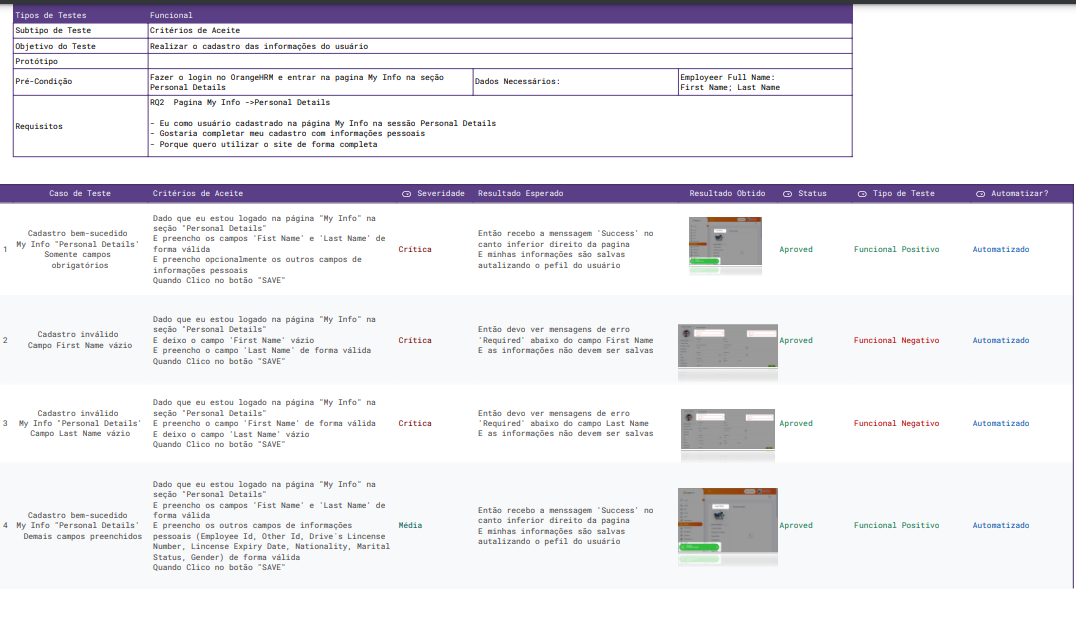 Tipos de Testes
Funcional
Subtipo de Teste
Critérios de Aceite
Objetivo do Teste
Realizar o cadastro das informações do usuário
Protótipo
Pré-Condição
Fazer o login no OrangeHRM e entrar na pagina My Info na seção
Personal Details
Dados Necessários:
Employeer Full Name:
First Name; Last Name
Requisitos
RQ2 Pagina My Info ->Personal Details
- Eu como usuário cadastrado na página My Info na sessão Personal Details
- Gostaria completar meu cadastro com informações pessoais
- Porque quero utilizar o site de forma completa
Caso de Teste
Critérios de Aceite
Severidade
Resultado Esperado
Resultado Obtido
Status
Tipo de Teste
Automatizar?
1
Cadastro bem-sucedido
My Info "Personal Details'
Somente campos
obrigatórios
Dado que eu estou logado na página "My Info" na
seção "Personal Details"
E preencho os campos 'Fist Name' e 'Last Name' de
forma válida
E preencho opcionalmente os outros campos de
informações pessoais
Quando Clico no botão "SAVE"
Crítica
Então recebo a menssagem 'Success' no
canto inferior direito da pagina
E minhas informações são salvas
autalizando o pefil do usuário
Aproved
Funcional Positivo
Automatizado
2
Cadastro inválido
Campo First Name vázio
Dado que eu estou logado na página "My Info" na
seção "Personal Details"
E deixo o campo 'First Name' vázio
E preencho o campo 'Last Name' de forma válida
Quando Clico no botão "SAVE"
Crítica
Então devo ver mensagens de erro
'Required' abaixo do campo First Name
E as informações não devem ser salvas
Aproved
Funcional Negativo
Automatizado
3
Cadastro inválido
My Info "Personal Details'
Campo Last Name vázio
Dado que eu estou logado na página "My Info" na
seção "Personal Details"
E preencho o campo 'First Name' de forma válida
E deixo o campo 'Last Name' vázio
Quando Clico no botão "SAVE"
Crítica
Então devo ver mensagens de erro
'Required' abaixo do campo Last Name
E as informações não devem ser salvas
Aproved
Funcional Negativo
Automatizado
4
Cadastro bem-sucedido
My Info "Personal Details'
Demais campos preenchidos
Dado que eu estou logado na página "My Info" na
seção "Personal Details"
E preencho os campos 'Fist Name' e 'Last Name' de
forma válida
E preencho os outros campos de informações
pessoais (Employee Id, Other Id, Drive´s Lincense
Number, Lincense Expiry Date, Nationality, Marital
Status, Gender) de forma válida
Quando Clico no botão "SAVE"
Média
Então recebo a menssagem 'Success' no
canto inferior direito da pagina
E minhas informações são salvas
autalizando o pefil do usuário
Aproved
Funcional Positivo
Automatizado